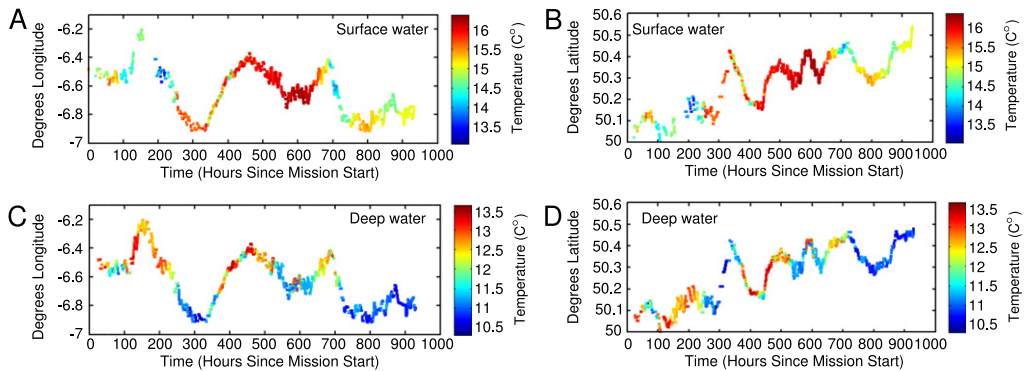 A
Surface water
-6.2
-6.4
-6.6
-6.8
-7
Degrees Longitude
0 100 200 300 400 500 600 700 800 900 1000
Time (Hours Since Mission Start)
16
15.5
15
14.5
14
13.5
Temperature (C°)
B
Surface water
50.6
50.5
50.4
50.3
50.2
50.1
50
Degrees Latitude
0 100 200 300 400 500 600 700 800 900 1000
Time (Hours Since Mission Start)
16
15.5
15
14.5
14
13.5
Temperature (C°)
C
Deep water
-6.2
-6.4
-6.6
-6.8
-7
Degrees Longitude
0 100 200 300 400 500 600 700 800 900 1000
Time (Hours Since Mission Start)
13.5
13
12.5
12
11.5
11
10.5
Temperature (C°)
D
Deep water
50.6
50.5
50.4
50.3
50.2
50.1
50
Degrees Latitude
0 100 200 300 400 500 600 700 800 900 1000
Time (Hours Since Mission Start)
13.5
13
12.5
12
11.5
11
10.5
Temperature (C°)